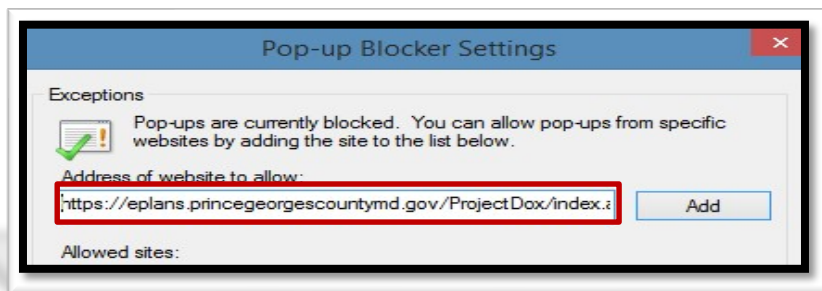 Pop-up Blocker Settings
Exceptions
Pop-ups are currently blocked. You can allow pop-ups from specific
websites by adding the site to the list below.
Address of website to allow:
https://eplans.princegeorgescountymd.gov/ProjectDox/index.a
Add
Allowed sites: